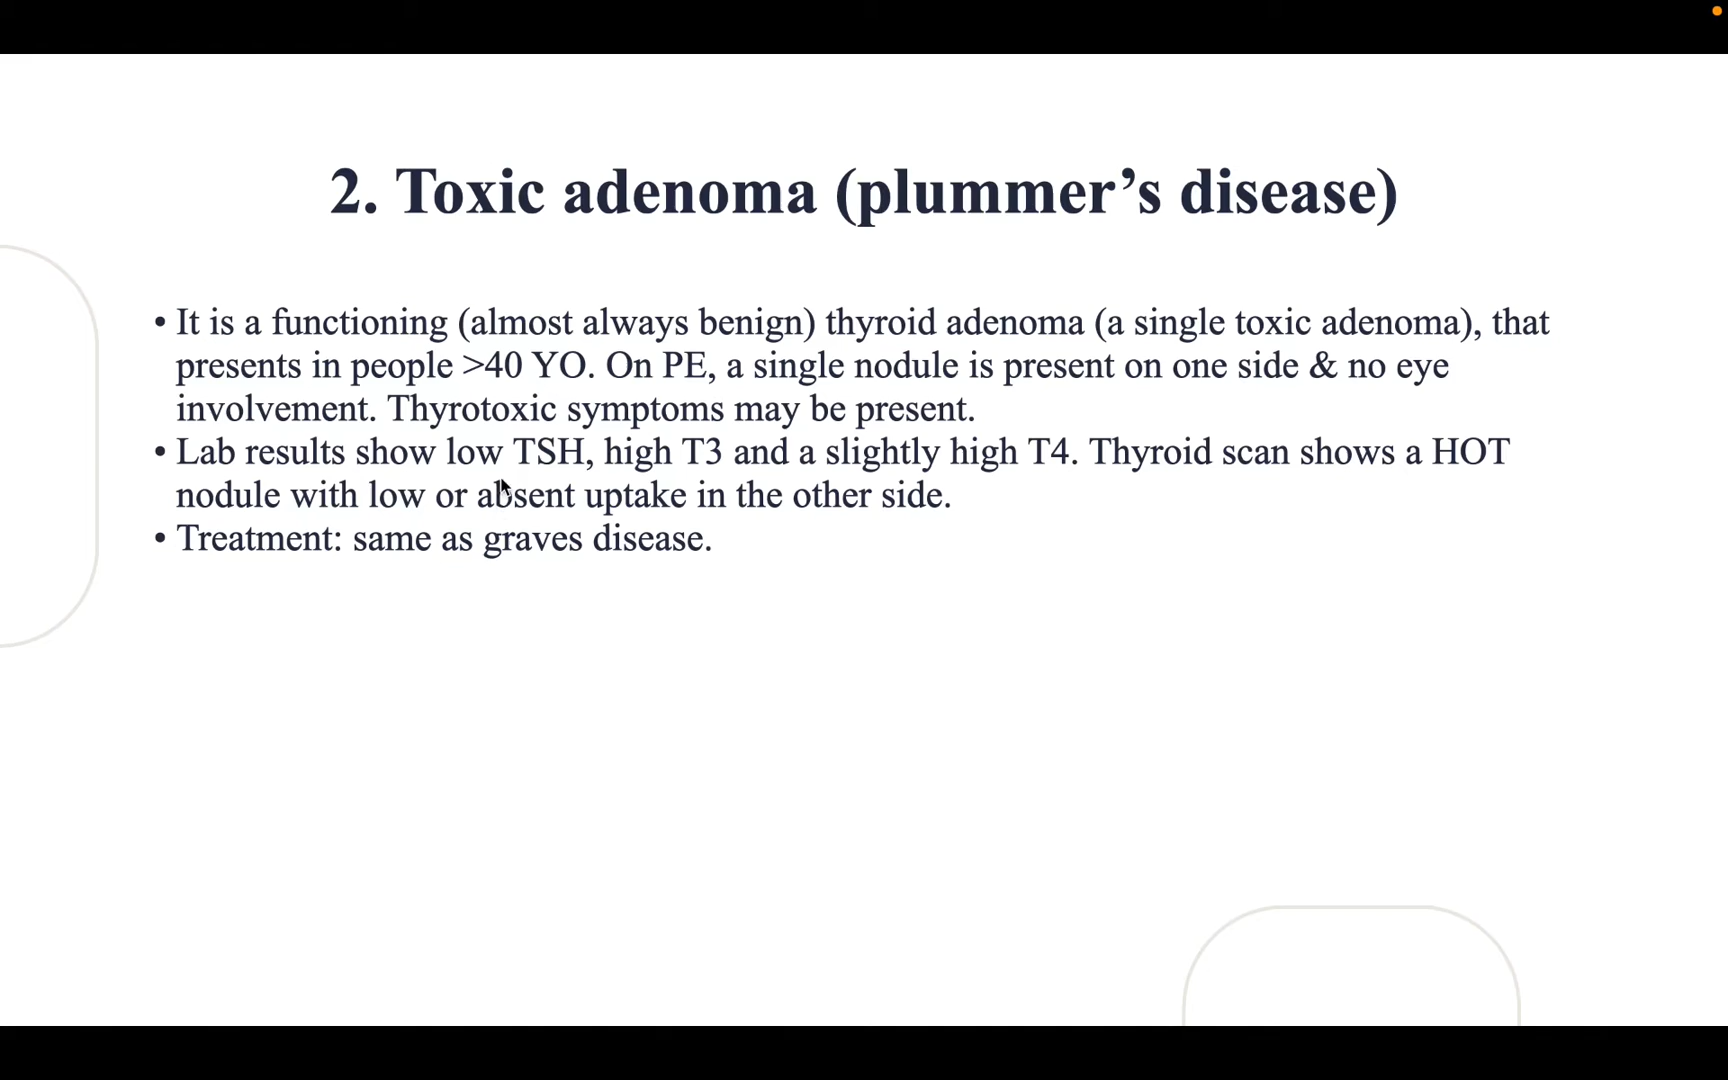 2. Toxic adenoma (plummer’s disease)
• It is a functioning (almost always benign) thyroid adenoma (a single toxic adenoma), that
presents in people >40 YO. On PE, a single nodule is present on one side & no eye
involvement. Thyrotoxic symptoms may be present.
• Lab results show low TSH, high T3 and a slightly high T4. Thyroid scan shows a HOT
nodule with low or absent uptake in the other side.
• Treatment: same as graves disease.